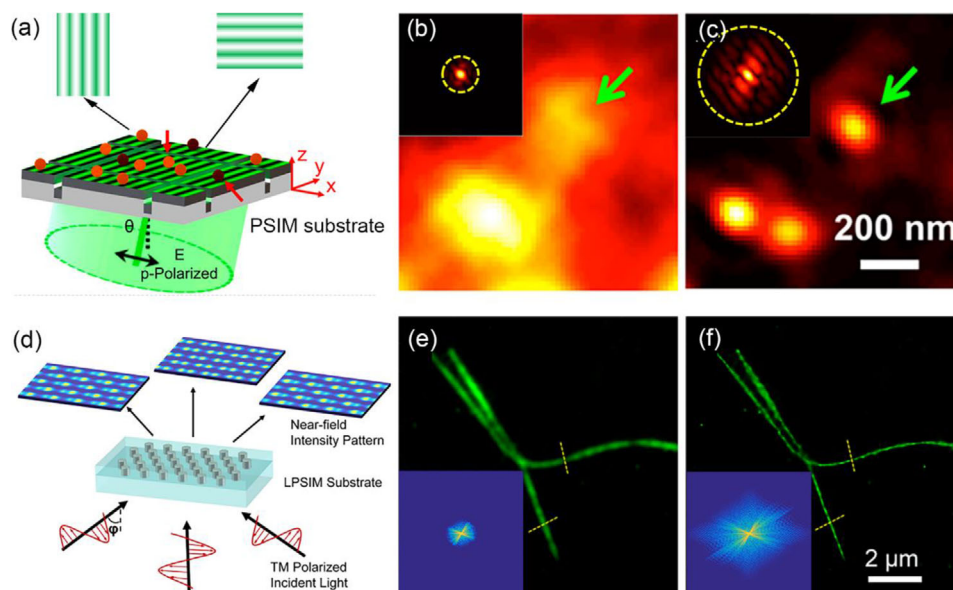 (a)
z
y
x
θ
PSIM substrate
E
p-Polarized
(b)
(c)
200 nm
(d)
Near-field
Intensity Pattern
LPSIM Substrate
φ
TM Polarized
Incident Light
(e)
(f)
2 μm